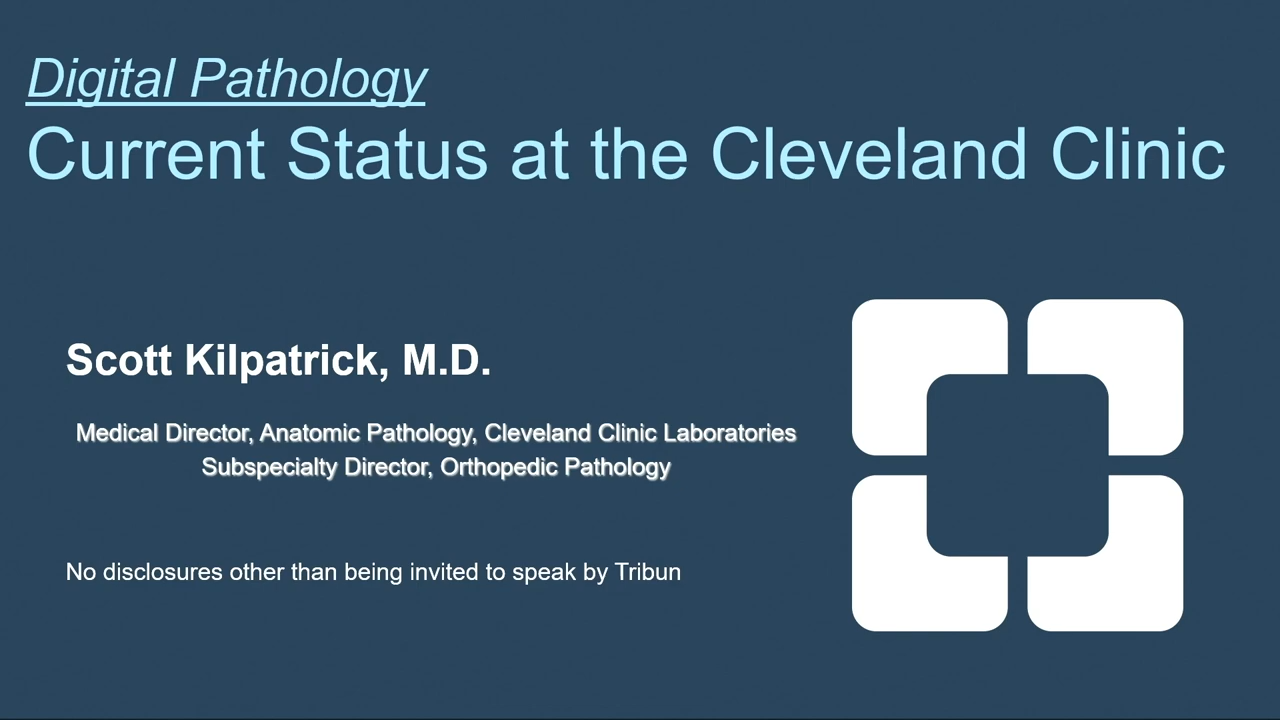 Digital Pathology
Current Status at the Cleveland Clinic
Scott Kilpatrick, M.D.
Medical Director, Anatomic Pathology, Cleveland Clinic Laboratories
Subspecialty Director, Orthopedic Pathology
No disclosures other than being invited to speak by Tribun